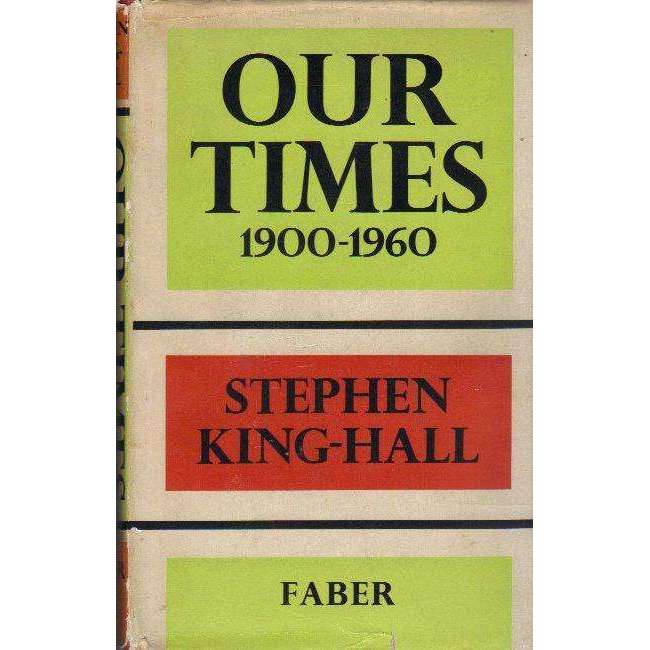 OUR
TIMES
1900-1960
STEPHEN
KING-HALL
FABER